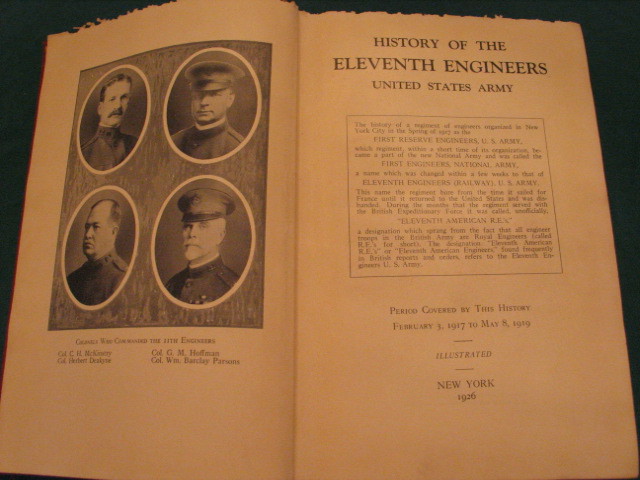 COLONELS WHO COMMANDED THE 11TH ENGINEERS
Col. C. H. McKinstry Col. G. M. Hoffman
Col. Herbert Deakyne Col. Wm. Barclay Parsons
HISTORY OF THE
ELEVENTH ENGINEERS
UNITED STATES ARMY
The history of a regiment of engineers organized in New
York City in the Spring of 1917 as the
FIRST RESERVE ENGINEERS, U. S. ARMY,
which regiment, within a short time of its organization, be-
came a part of the new National Army and was called the
FIRST ENGINEERS, NATIONAL ARMY,
a name which was changed within a few weeks to that of
ELEVENTH ENGINEERS (RAILWAY), U. S. ARMY.
This name the regiment bore from the time it sailed for
France until it returned to the United States and was dis-
banded. During the months that the regiment served with
the British Expeditionary Force it was called, unofficially,
"ELEVENTH AMERICAN R.E.'s,"
a designation which sprang from the fact that all engineer
troops in the British Army are Royal Engineers (called
R.E.'s for short). The designation "Eleventh American
R.E.'s" or "Eleventh American Engineers," found frequently
in British reports and orders, refers to the Eleventh En-
gineers U. S. Army.
PERIOD COVERED BY THIS HISTORY
FEBRUARY 3, 1917 TO MAY 8, 1919
ILLUSTRATED
NEW YORK
1926